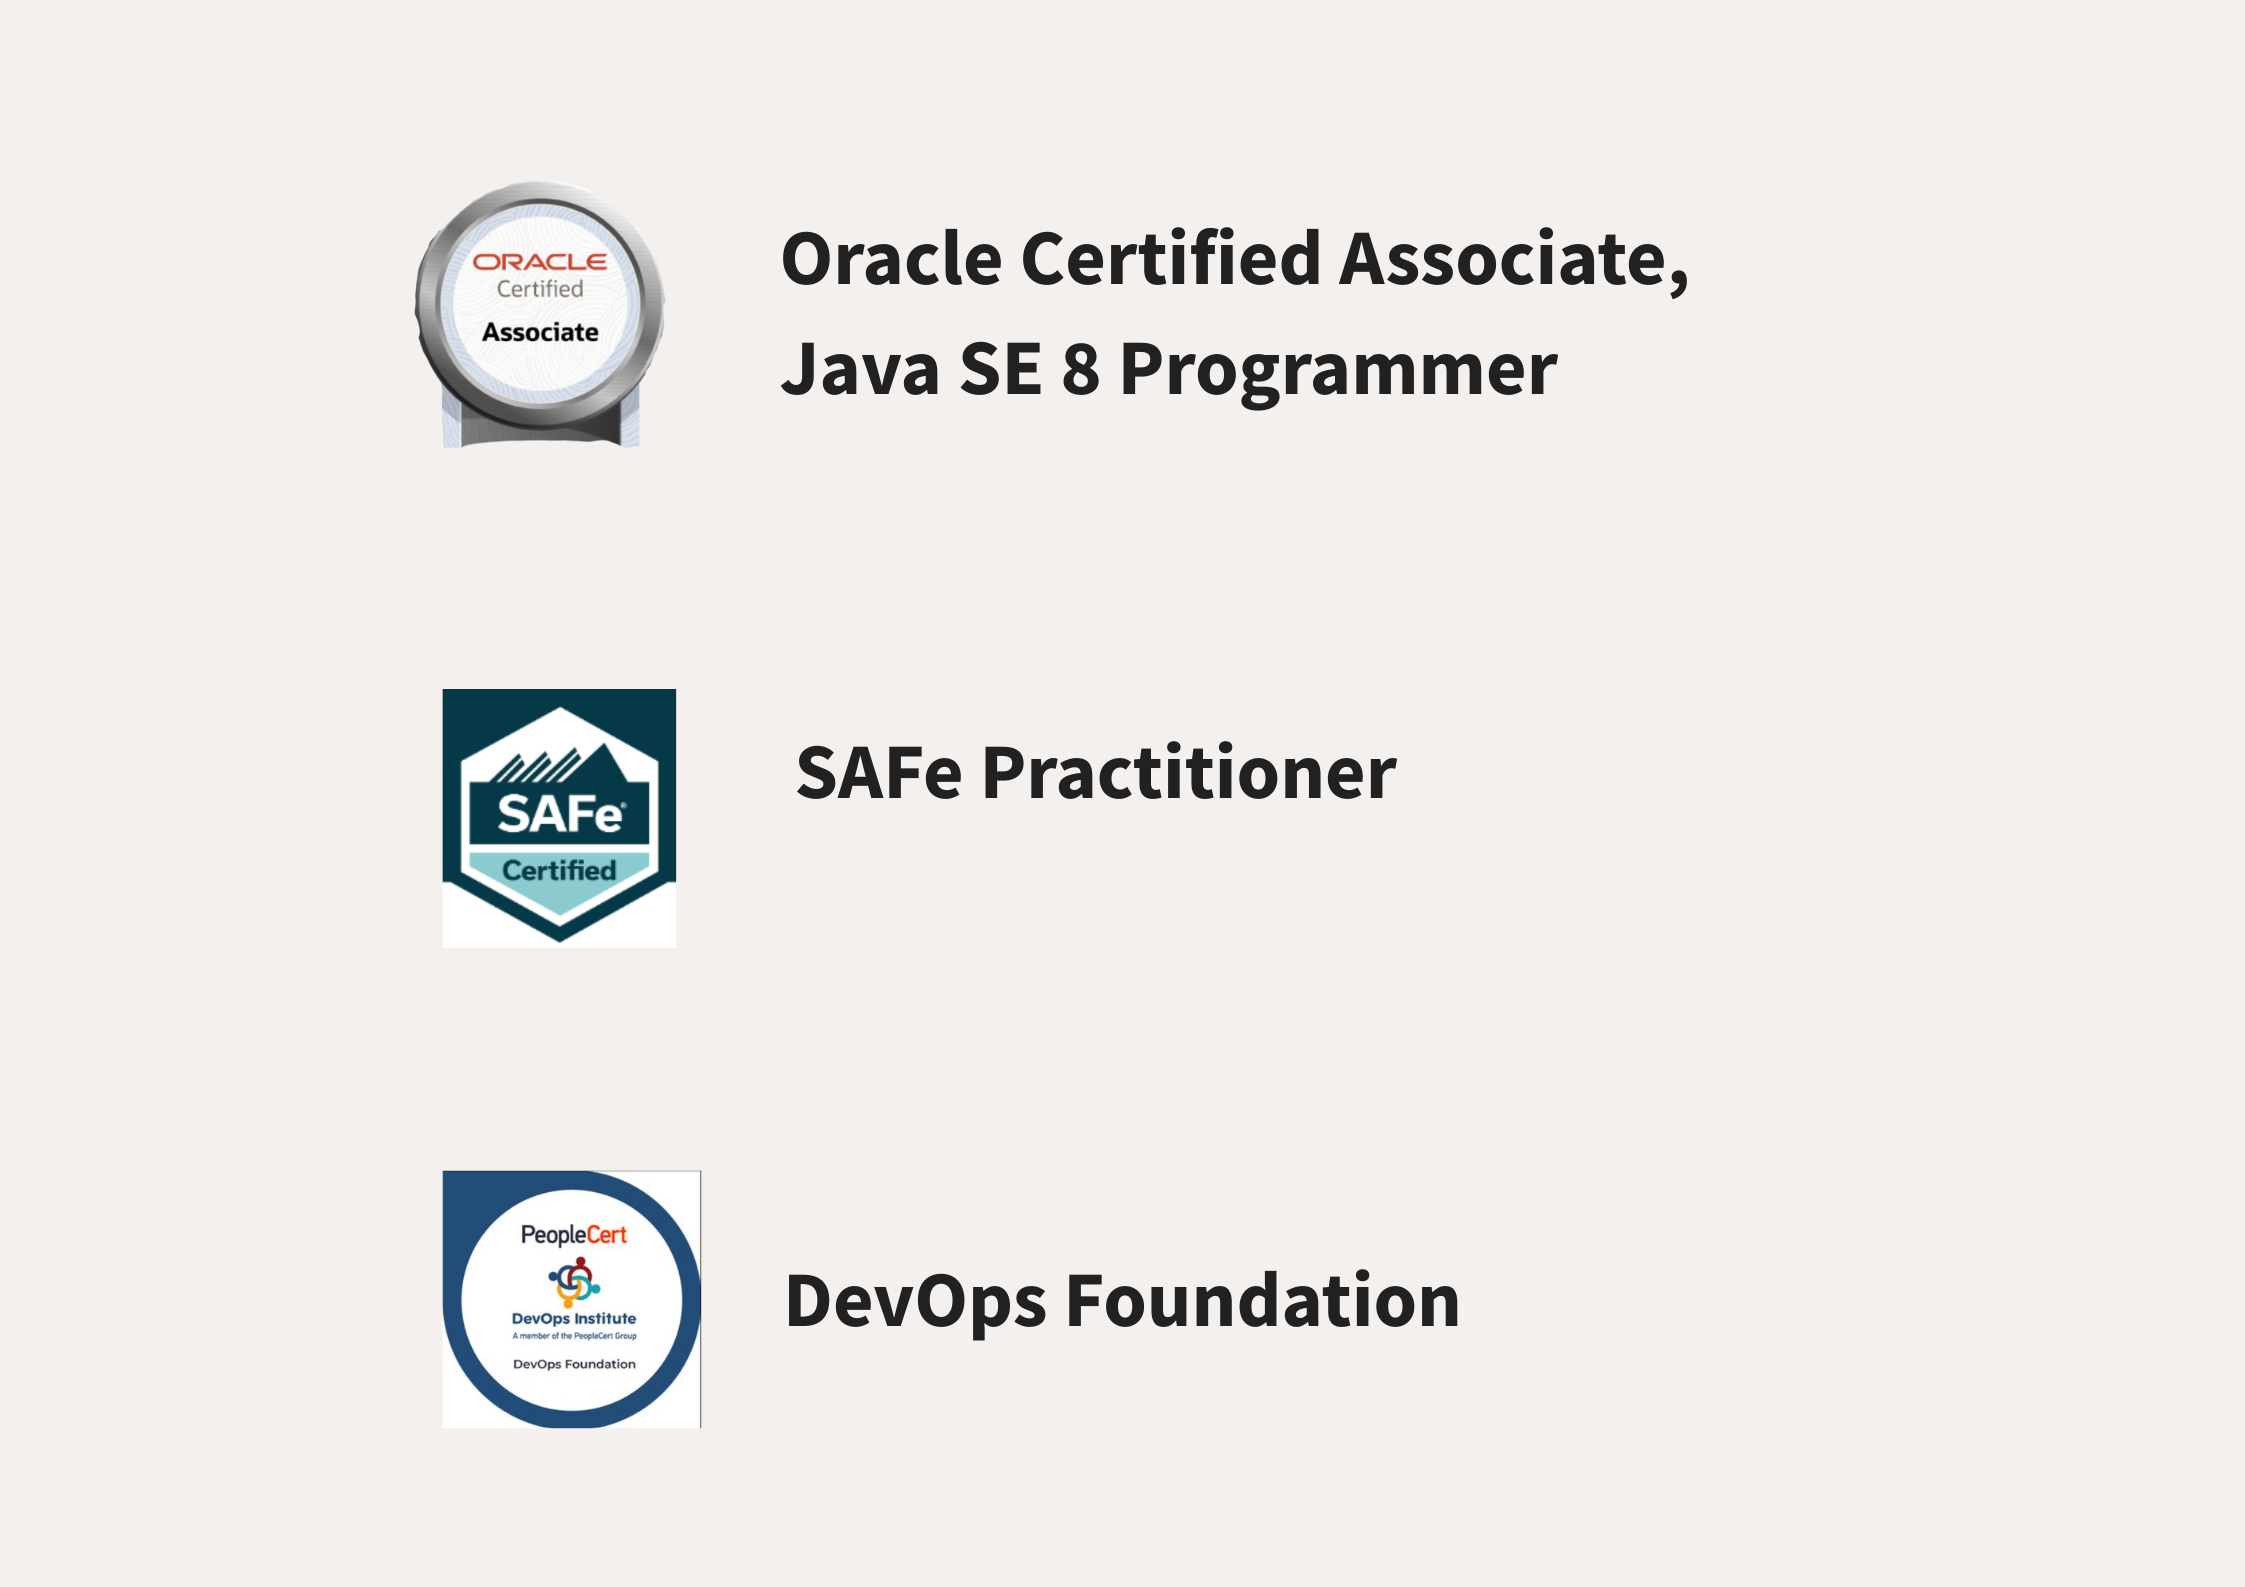 ORACLE
Certified
Associate
Oracle Certified Associate,
Java SE 8 Programmer
SAFe®
Certified
SAFe Practitioner
PeopleCert
DevOps Institute
A member of the PeopleCert Group
DevOps Foundation
DevOps Foundation